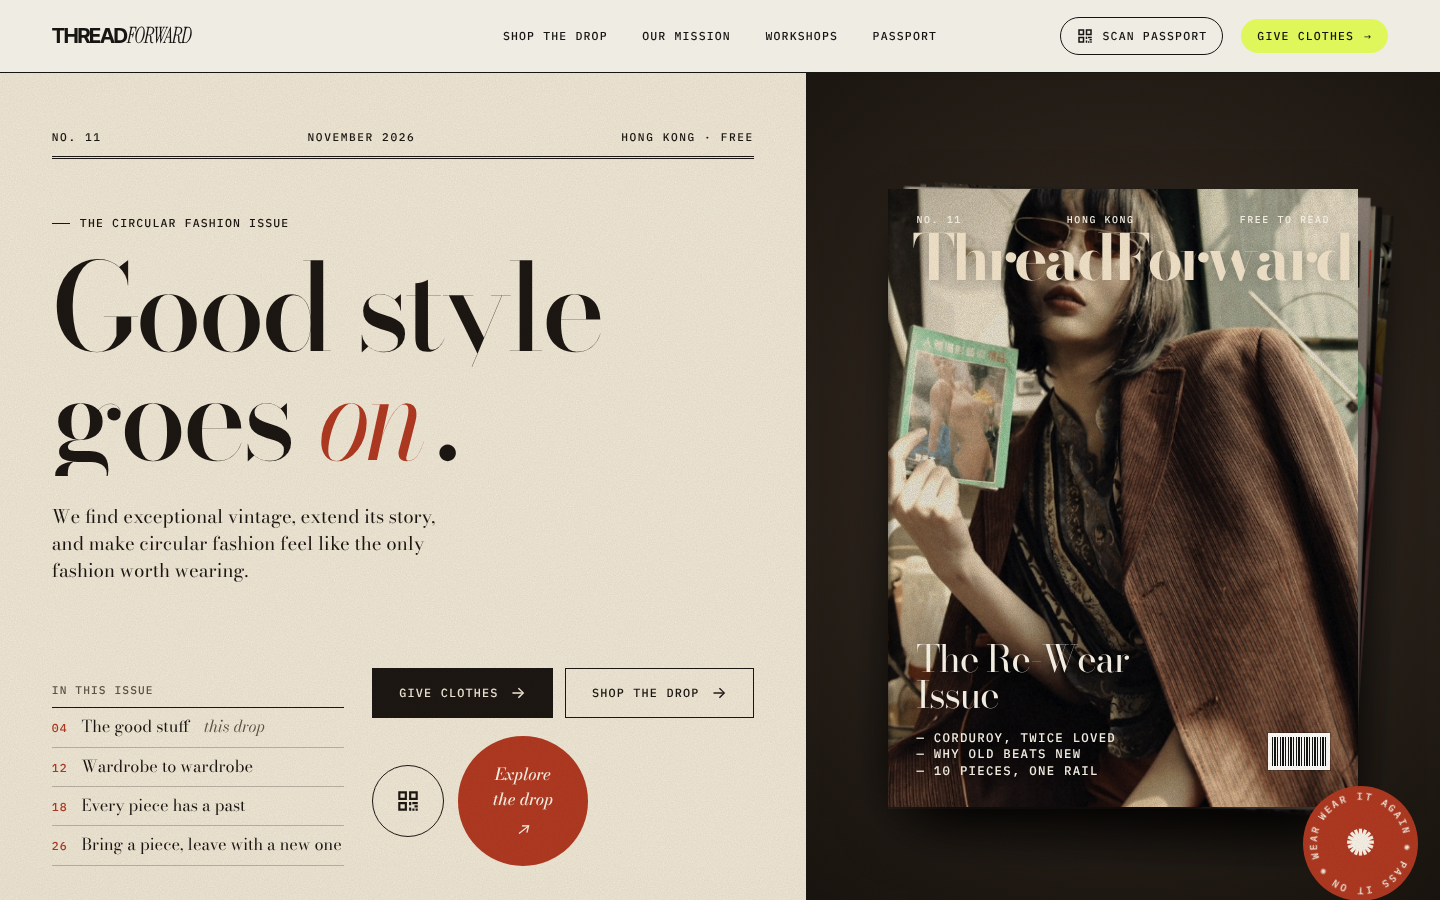 THREADFORWARD
SHOP THE DROP
OUR MISSION
WORKSHOPS
PASSPORT
SCAN PASSPORT
GIVE CLOTHES →
NO. 11
NOVEMBER 2026
HONG KONG · FREE
— THE CIRCULAR FASHION ISSUE
Good style
goes on.
We find exceptional vintage, extend its story,
and make circular fashion feel like the only
fashion worth wearing.
IN THIS ISSUE
04 The good stuff this drop
12 Wardrobe to wardrobe
18 Every piece has a past
26 Bring a piece, leave with a new one
GIVE CLOTHES →
SHOP THE DROP →
Explore
the drop
↗
NO. 11
HONG KONG
FREE TO READ
ThreadForward
The Re-Wear
Issue
— CORDUROY, TWICE LOVED
— WHY OLD BEATS NEW
— 10 PIECES, ONE RAIL
WEAR IT AGAIN * PASS IT ON * WEAR